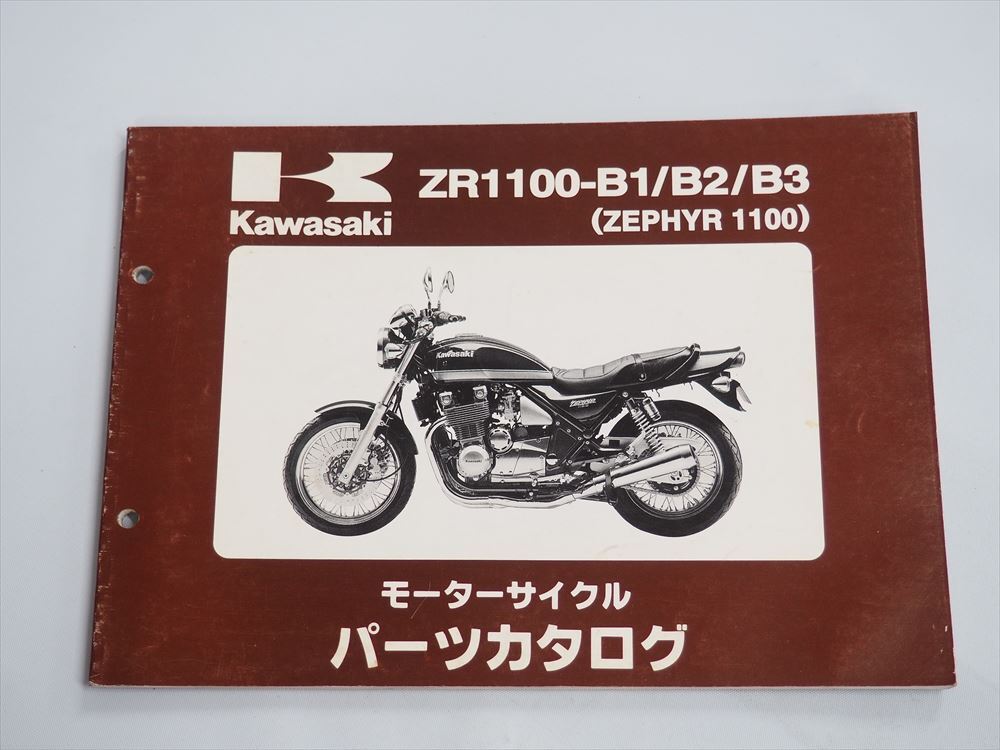 Kawasaki
ZR1100-B1/B2/B3
(ZEPHYR 1100)
Kawasaki
モーターサイクル
パーツカタログ